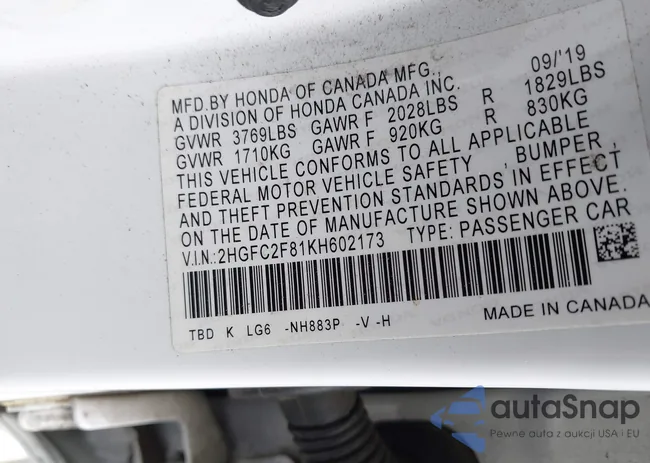 MFD.BY HONDA OF CANADA MFG., 09/'19
A DIVISION OF HONDA CANADA INC.
GVWR 3769LBS GAWR F 2028LBS R 1829LBS
GVWR 1710KG GAWR F 920KG R 830KG
THIS VEHICLE CONFORMS TO ALL APPLICABLE
FEDERAL MOTOR VEHICLE SAFETY , BUMPER,
AND THEFT PREVENTION STANDARDS IN EFFECT
ON THE DATE OF MANUFACTURE SHOWN ABOVE.
V.I.N.:2HGFC2F81KH602173 TYPE: PASSENGER CAR
TBD K LG6 -NH883P -V -H
MADE IN CANADA
autaSnap
Pewne auta z aukcji USA i EU